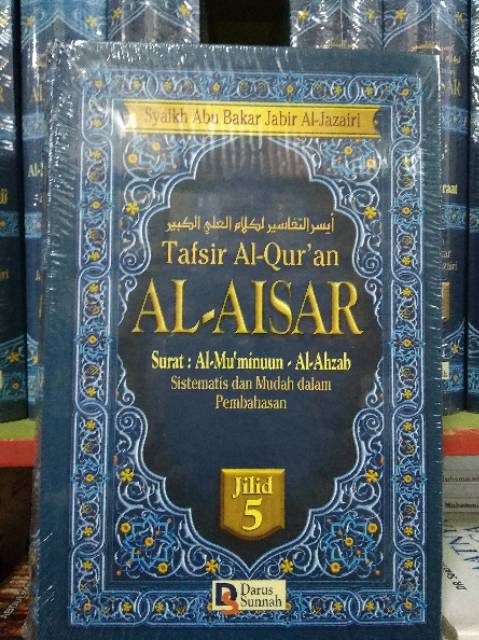 Syaikh Abu Bakar Jabir Al-Jazairi
أيسر التفاسير لكلام العلي الكبير
Tafsir Al-Qur'an
AL-AISAR
Surat : Al-Mu'minuun - Al-Ahzab
Sistematis dan Mudah dalam
Pembahasan
Jilid
5
DS Darus
Sunnah